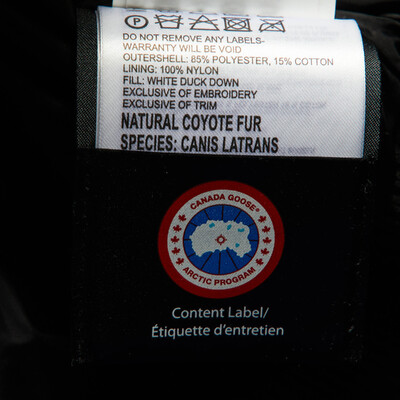 DO NOT REMOVE ANY LABELS-
WARRANTY WILL BE VOID
OUTERSHELL: 85% POLYESTER, 15% COTTON
LINING: 100% NYLON
FILL: WHITE DUCK DOWN
EXCLUSIVE OF EMBROIDERY
EXCLUSIVE OF TRIM
NATURAL COYOTE FUR
SPECIES: CANIS LATRANS
CANADA GOOSE®
ARCTIC PROGRAM
Content Label/
Étiquette d'entretien